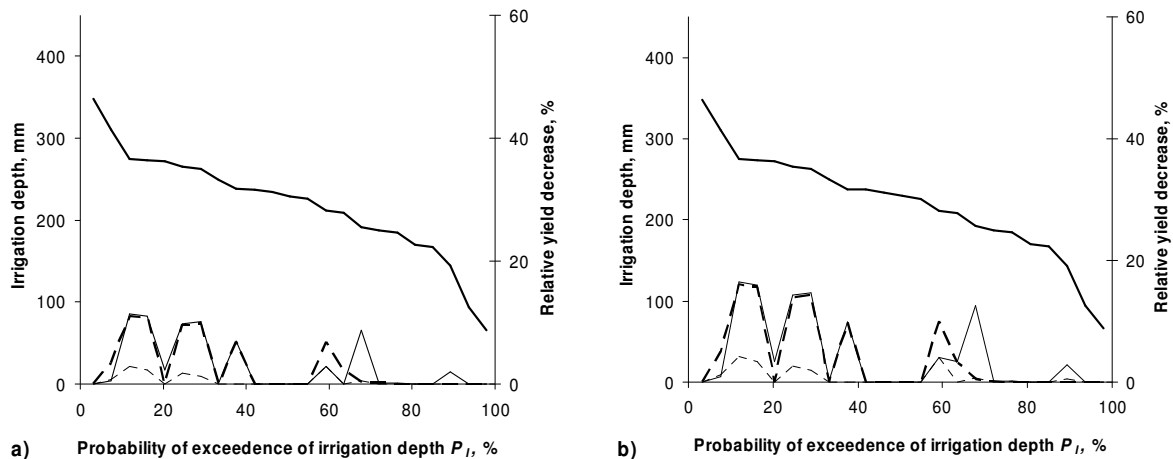 Irrigation depth, mm
400
300
200
100
0
60
40
20
0
Relative yield decrease, %
0 20 40 60 80 100
a) Probability of exceedence of irrigation depth P I, %
Irrigation depth, mm
400
300
200
100
0
60
40
20
0
Relative yield decrease, %
0 20 40 60 80 100
b) Probability of exceedence of irrigation depth P I, %